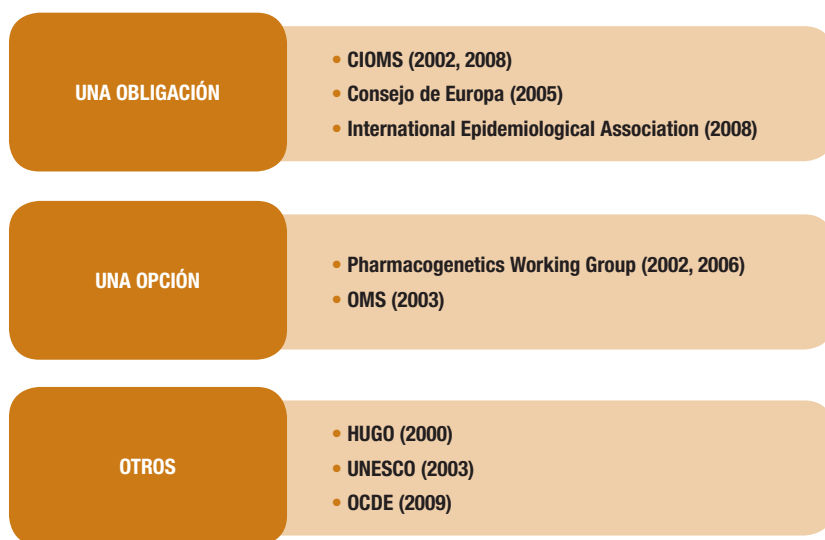 UNA OBLIGACIÓN
• CIOMS (2002, 2008)
• Consejo de Europa (2005)
• International Epidemiological Association (2008)
UNA OPCIÓN
• Pharmacogenetics Working Group (2002, 2006)
• OMS (2003)
OTROS
• HUGO (2000)
• UNESCO (2003)
• OCDE (2009)